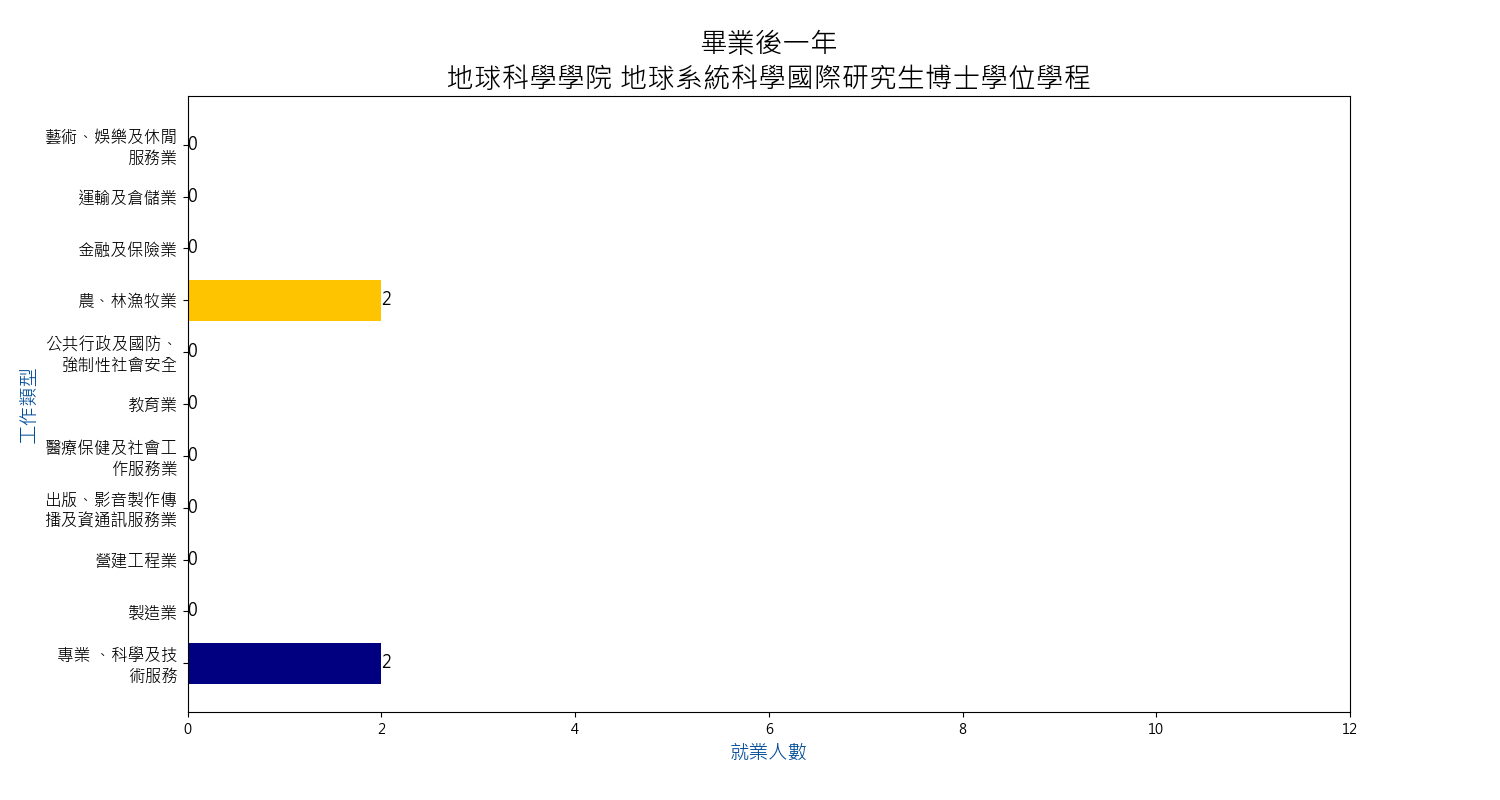 畢業後一年
地球科學學院 地球系統科學國際研究生博士學位學程
藝術、娛樂及休閒
服務業
0
運輸及倉儲業
0
金融及保險業
0
農、林漁牧業
2
公共行政及國防、
強制性社會安全
0
教育業
0
醫療保健及社會工
作服務業
0
出版、影音製作傳
播及資通訊服務業
0
營建工程業
0
製造業
0
專業 、科學及技
術服務
2
工作類型
0 2 4 6 8 10 12
就業人數